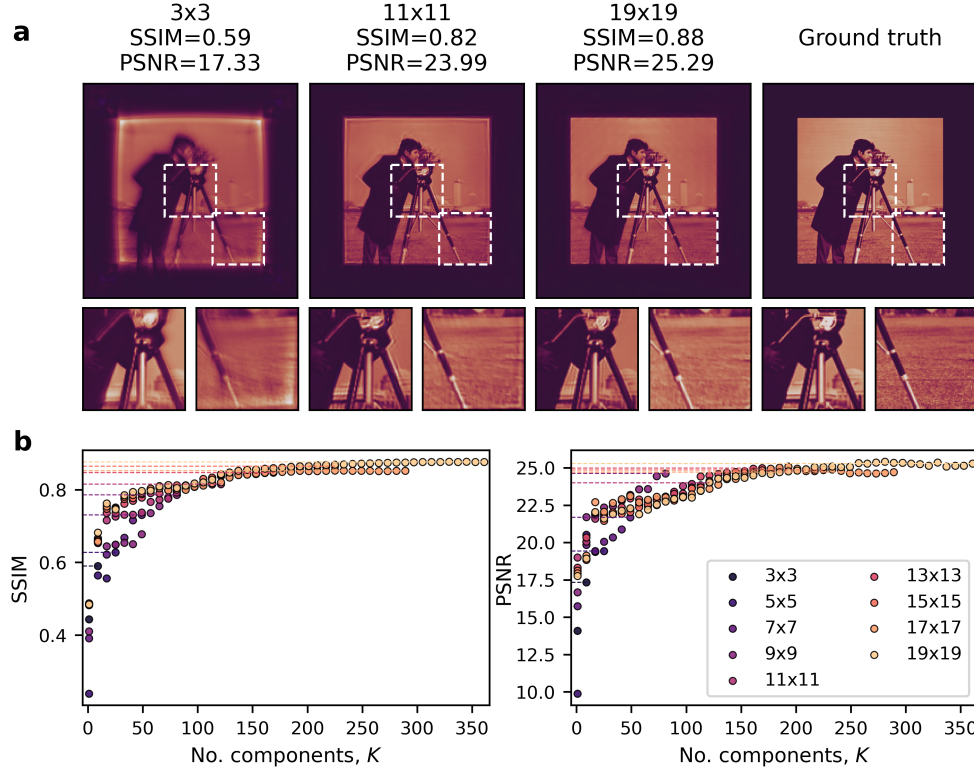 a
3x3
SSIM=0.59
PSNR=17.33
11x11
SSIM=0.82
PSNR=23.99
19x19
SSIM=0.88
PSNR=25.29
Ground truth
b
SSIM
0.8
0.6
0.4
0 50 100 150 200 250 300 350
No. components, K
PSNR
25.0
22.5
20.0
17.5
15.0
12.5
10.0
0 50 100 150 200 250 300 350
No. components, K
3x3
5x5
7x7
9x9
11x11
13x13
15x15
17x17
19x19